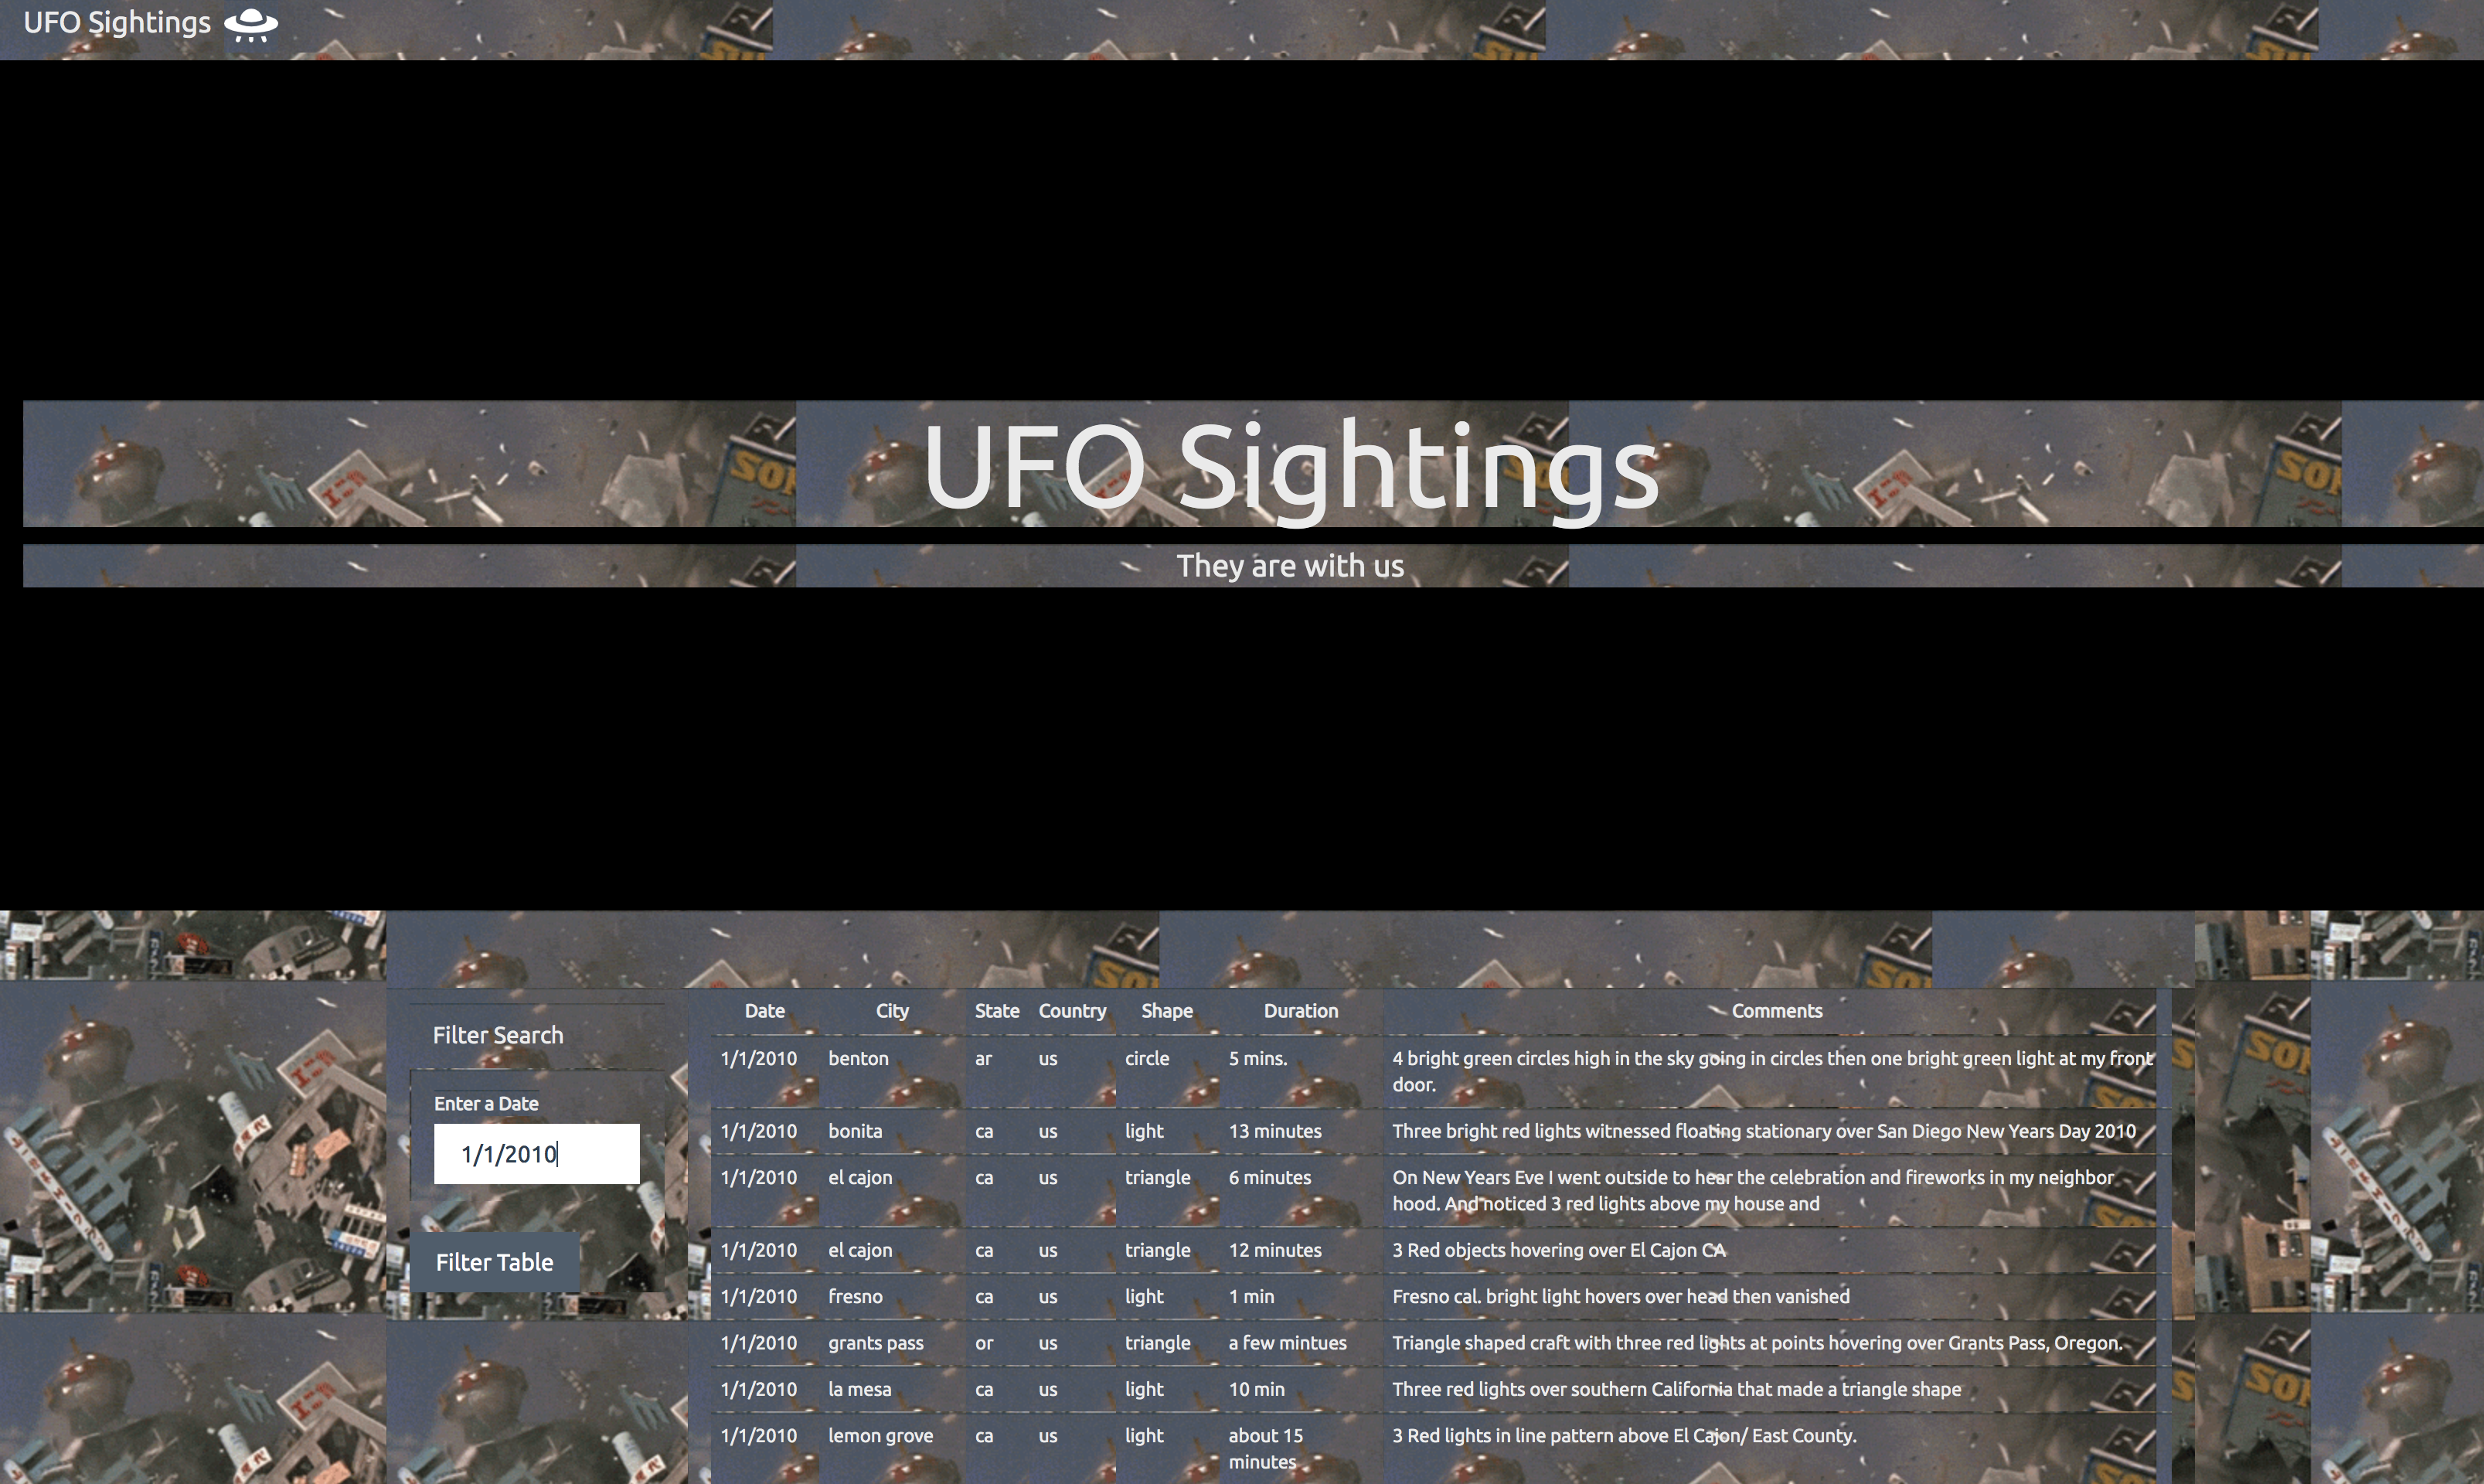 UFO Sightings
UFO Sightings
They are with us
Filter Search
Enter a Date
1/1/2010
Filter Table
Date City State Country Shape Duration Comments
1/1/2010 benton ar us circle 5 mins. 4 bright green circles high in the sky going in circles then one bright green light at my front
door.
1/1/2010 bonita ca us light 13 minutes Three bright red lights witnessed floating stationary over San Diego New Years Day 2010
1/1/2010 el cajon ca us triangle 6 minutes On New Years Eve I went outside to hear the celebration and fireworks in my neighbor
hood. And noticed 3 red lights above my house and
1/1/2010 el cajon ca us triangle 12 minutes 3 Red objects hovering over El Cajon CA
1/1/2010 fresno ca us light 1 min Fresno cal. bright light hovers over head then vanished
1/1/2010 grants pass or us triangle a few mintues Triangle shaped craft with three red lights at points hovering over Grants Pass, Oregon.
1/1/2010 la mesa ca us light 10 min Three red lights over southern California that made a triangle shape
1/1/2010 lemon grove ca us light about 15 3 Red lights in line pattern above El Cajon/ East County.
minutes